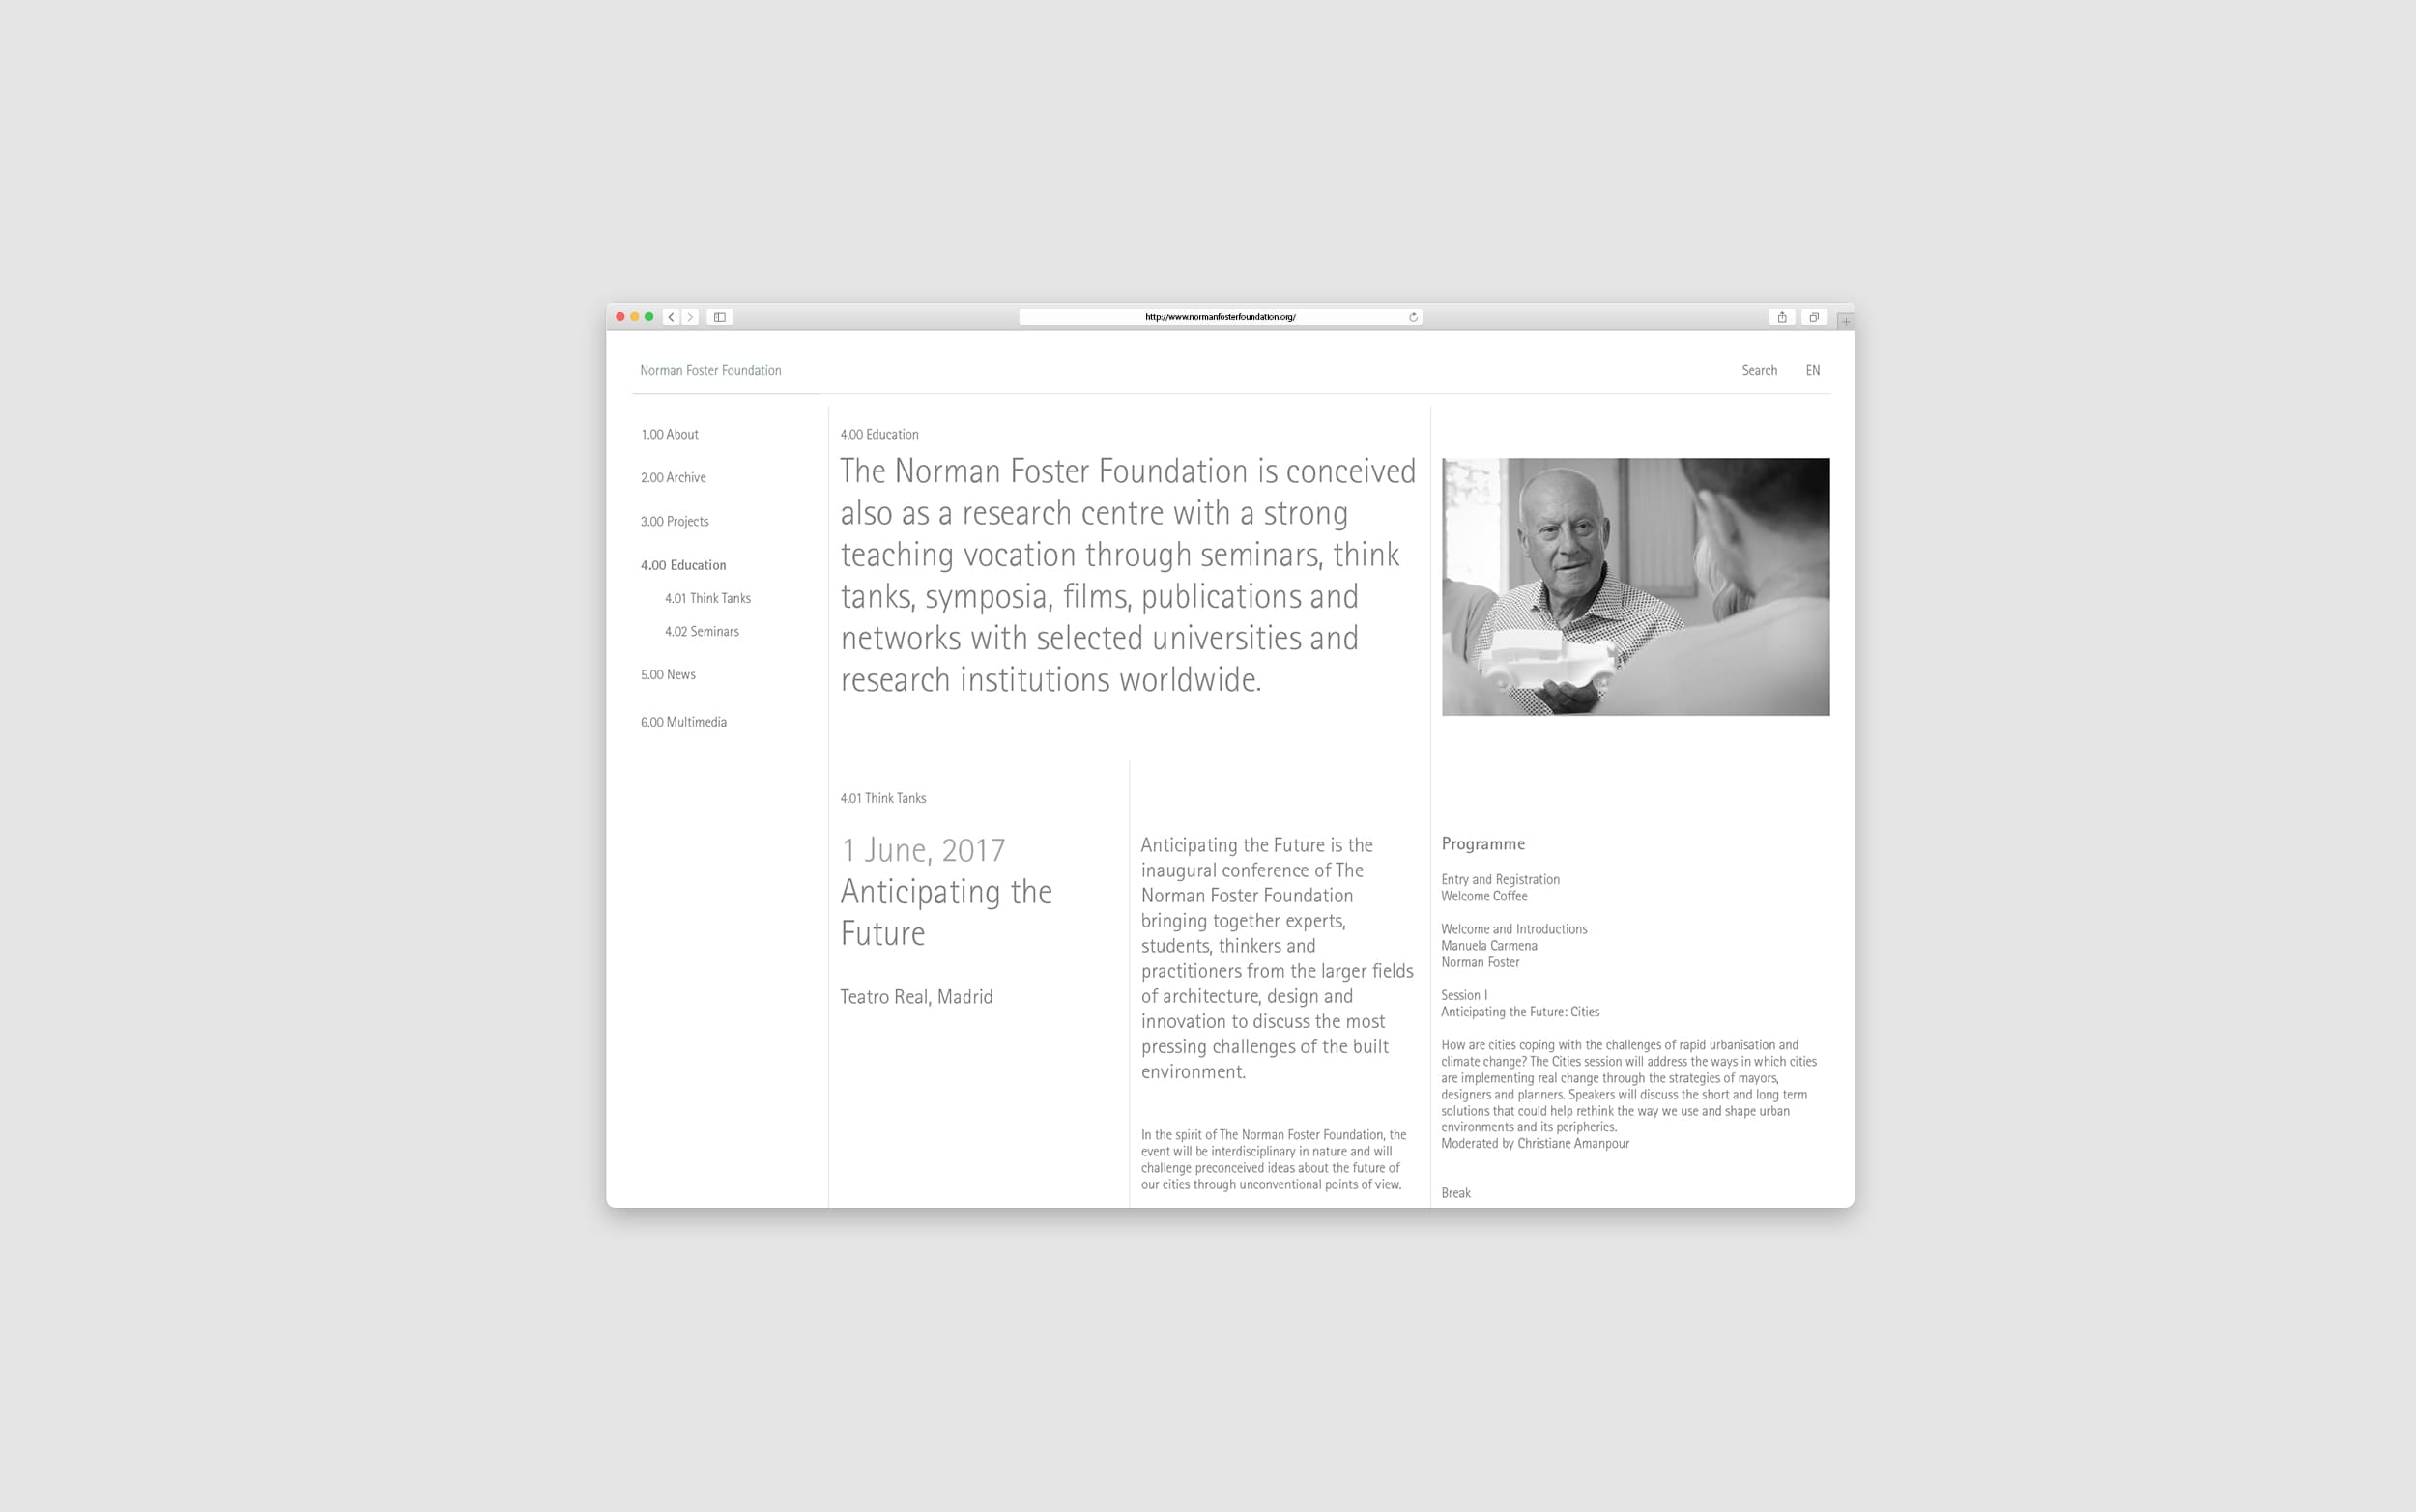 http://www.normanfosterfoundation.org/
Norman Foster Foundation
Search
EN
1.00 About
2.00 Archive
3.00 Projects
4.00 Education
4.01 Think Tanks
4.02 Seminars
5.00 News
6.00 Multimedia
4.00 Education
The Norman Foster Foundation is conceived
also as a research centre with a strong
teaching vocation through seminars, think
tanks, symposia, films, publications and
networks with selected universities and
research institutions worldwide.
4.01 Think Tanks
1 June, 2017
Anticipating the
Future
Teatro Real, Madrid
Anticipating the Future is the
inaugural conference of The
Norman Foster Foundation
bringing together experts,
students, thinkers and
practitioners from the larger fields
of architecture, design and
innovation to discuss the most
pressing challenges of the built
environment.
In the spirit of The Norman Foster Foundation, the
event will be interdisciplinary in nature and will
challenge preconceived ideas about the future of
our cities through unconventional points of view.
Programme
Entry and Registration
Welcome Coffee
Welcome and Introductions
Manuela Carmena
Norman Foster
Session I
Anticipating the Future: Cities
How are cities coping with the challenges of rapid urbanisation and
climate change? The Cities session will address the ways in which cities
are implementing real change through the strategies of mayors,
designers and planners. Speakers will discuss the short and long term
solutions that could help rethink the way we use and shape urban
environments and its peripheries.
Moderated by Christiane Amanpour
Break